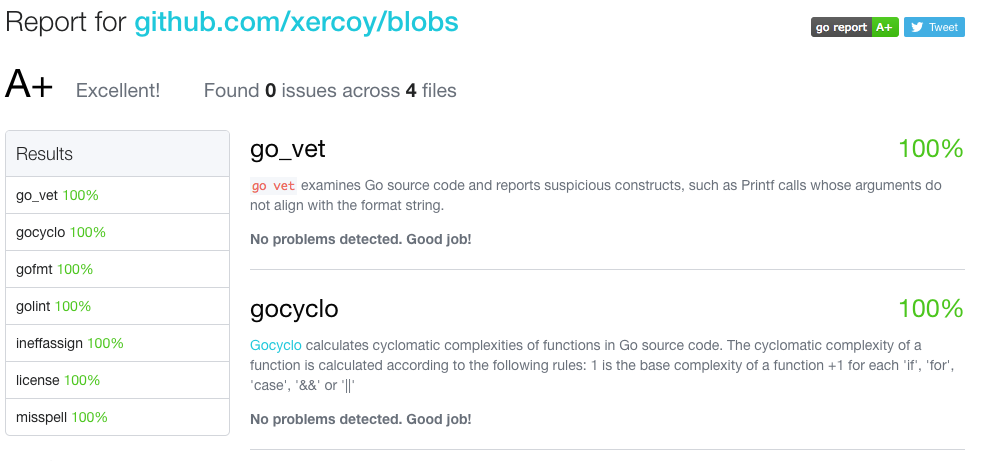 Report for github.com/xercoy/blobs
go report A+ Tweet
A+ Excellent! Found 0 issues across 4 files
Results
go_vet 100%
gocyclo 100%
gofmt 100%
golint 100%
ineffassign 100%
license 100%
misspell 100%
go_vet 100%
go vet examines Go source code and reports suspicious constructs, such as Printf calls whose arguments do
not align with the format string.
No problems detected. Good job!
gocyclo 100%
Gocyclo calculates cyclomatic complexities of functions in Go source code. The cyclomatic complexity of a
function is calculated according to the following rules: 1 is the base complexity of a function +1 for each 'if', 'for',
'case', '&&' or '||'
No problems detected. Good job!